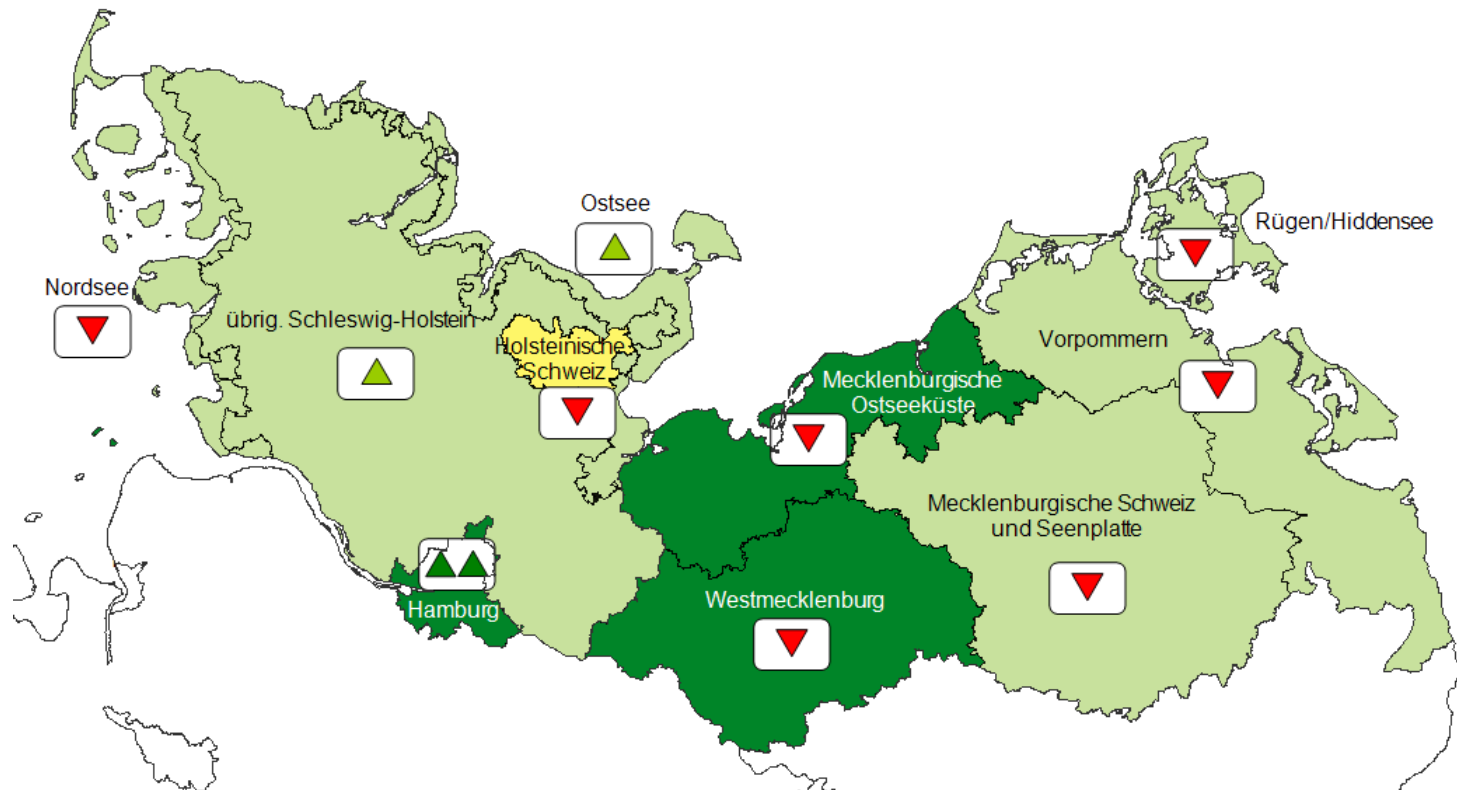 Ostsee
Rügen/Hiddensee
Nordsee
übrig. Schleswig-Holstein
Holsteinische
Schweiz
Vorpommern
Mecklenburgische
Ostseeküste
Mecklenburgische Schweiz
und Seenplatte
Westmecklenburg
Hamburg